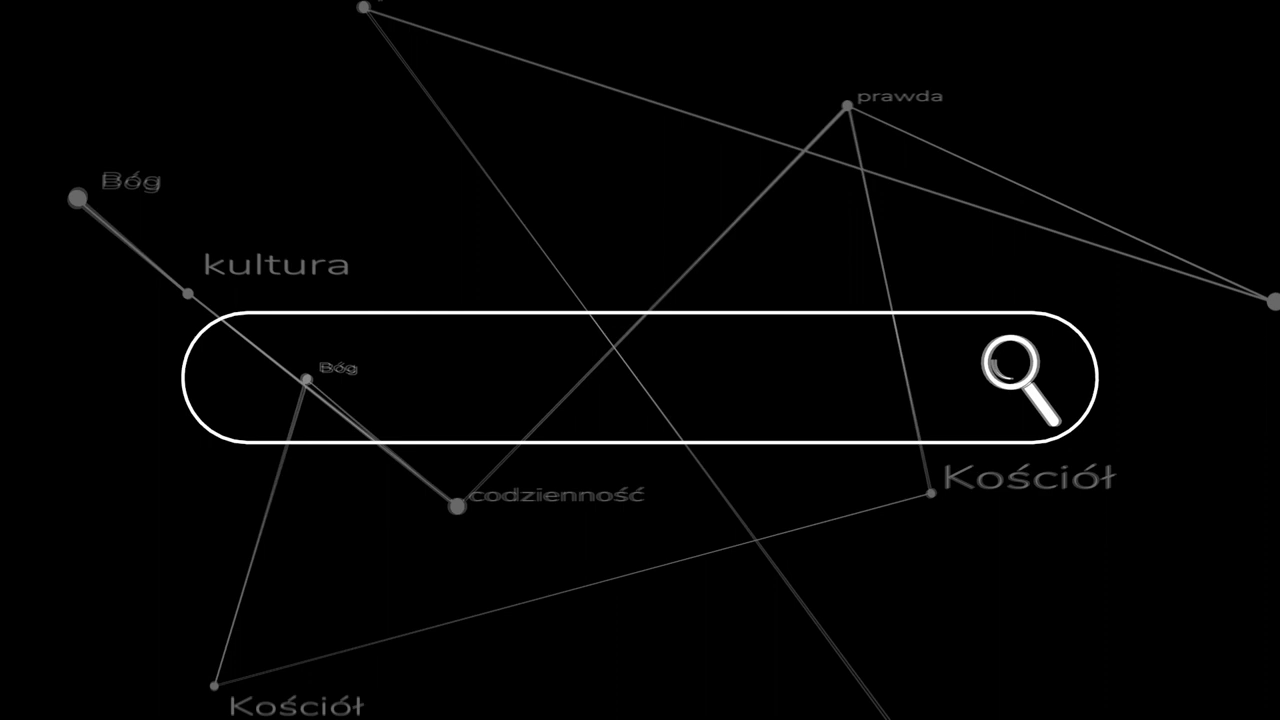 prawda
Bóg
kultura
Bóg
Kościół
codzienność
Kościół